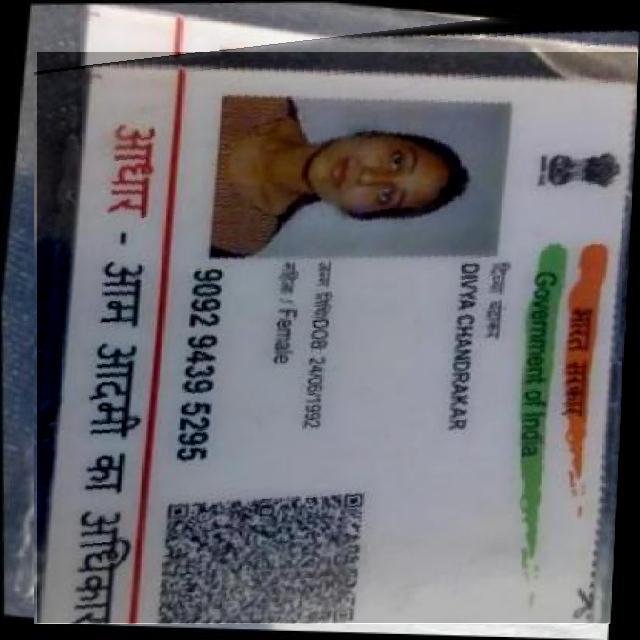 भारत सरकार
Government of India
दिव्या चंद्राकर
DIVYA CHANDRAKAR
जन्म तिथि/DOB: 24/06/1992
महिला / Female
9092 9439 5295
आधार - आम आदमी का अधिकार